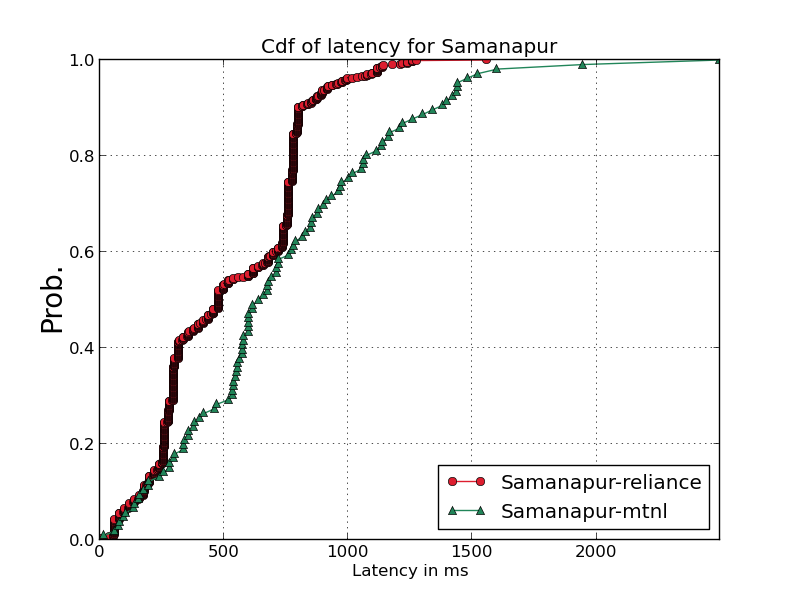 Cdf of latency for Samanapur
1.0
0.8
0.6
0.4
0.2
0.0
Prob.
0 500 1000 1500 2000
Latency in ms
Samanapur-reliance
Samanapur-mtnl